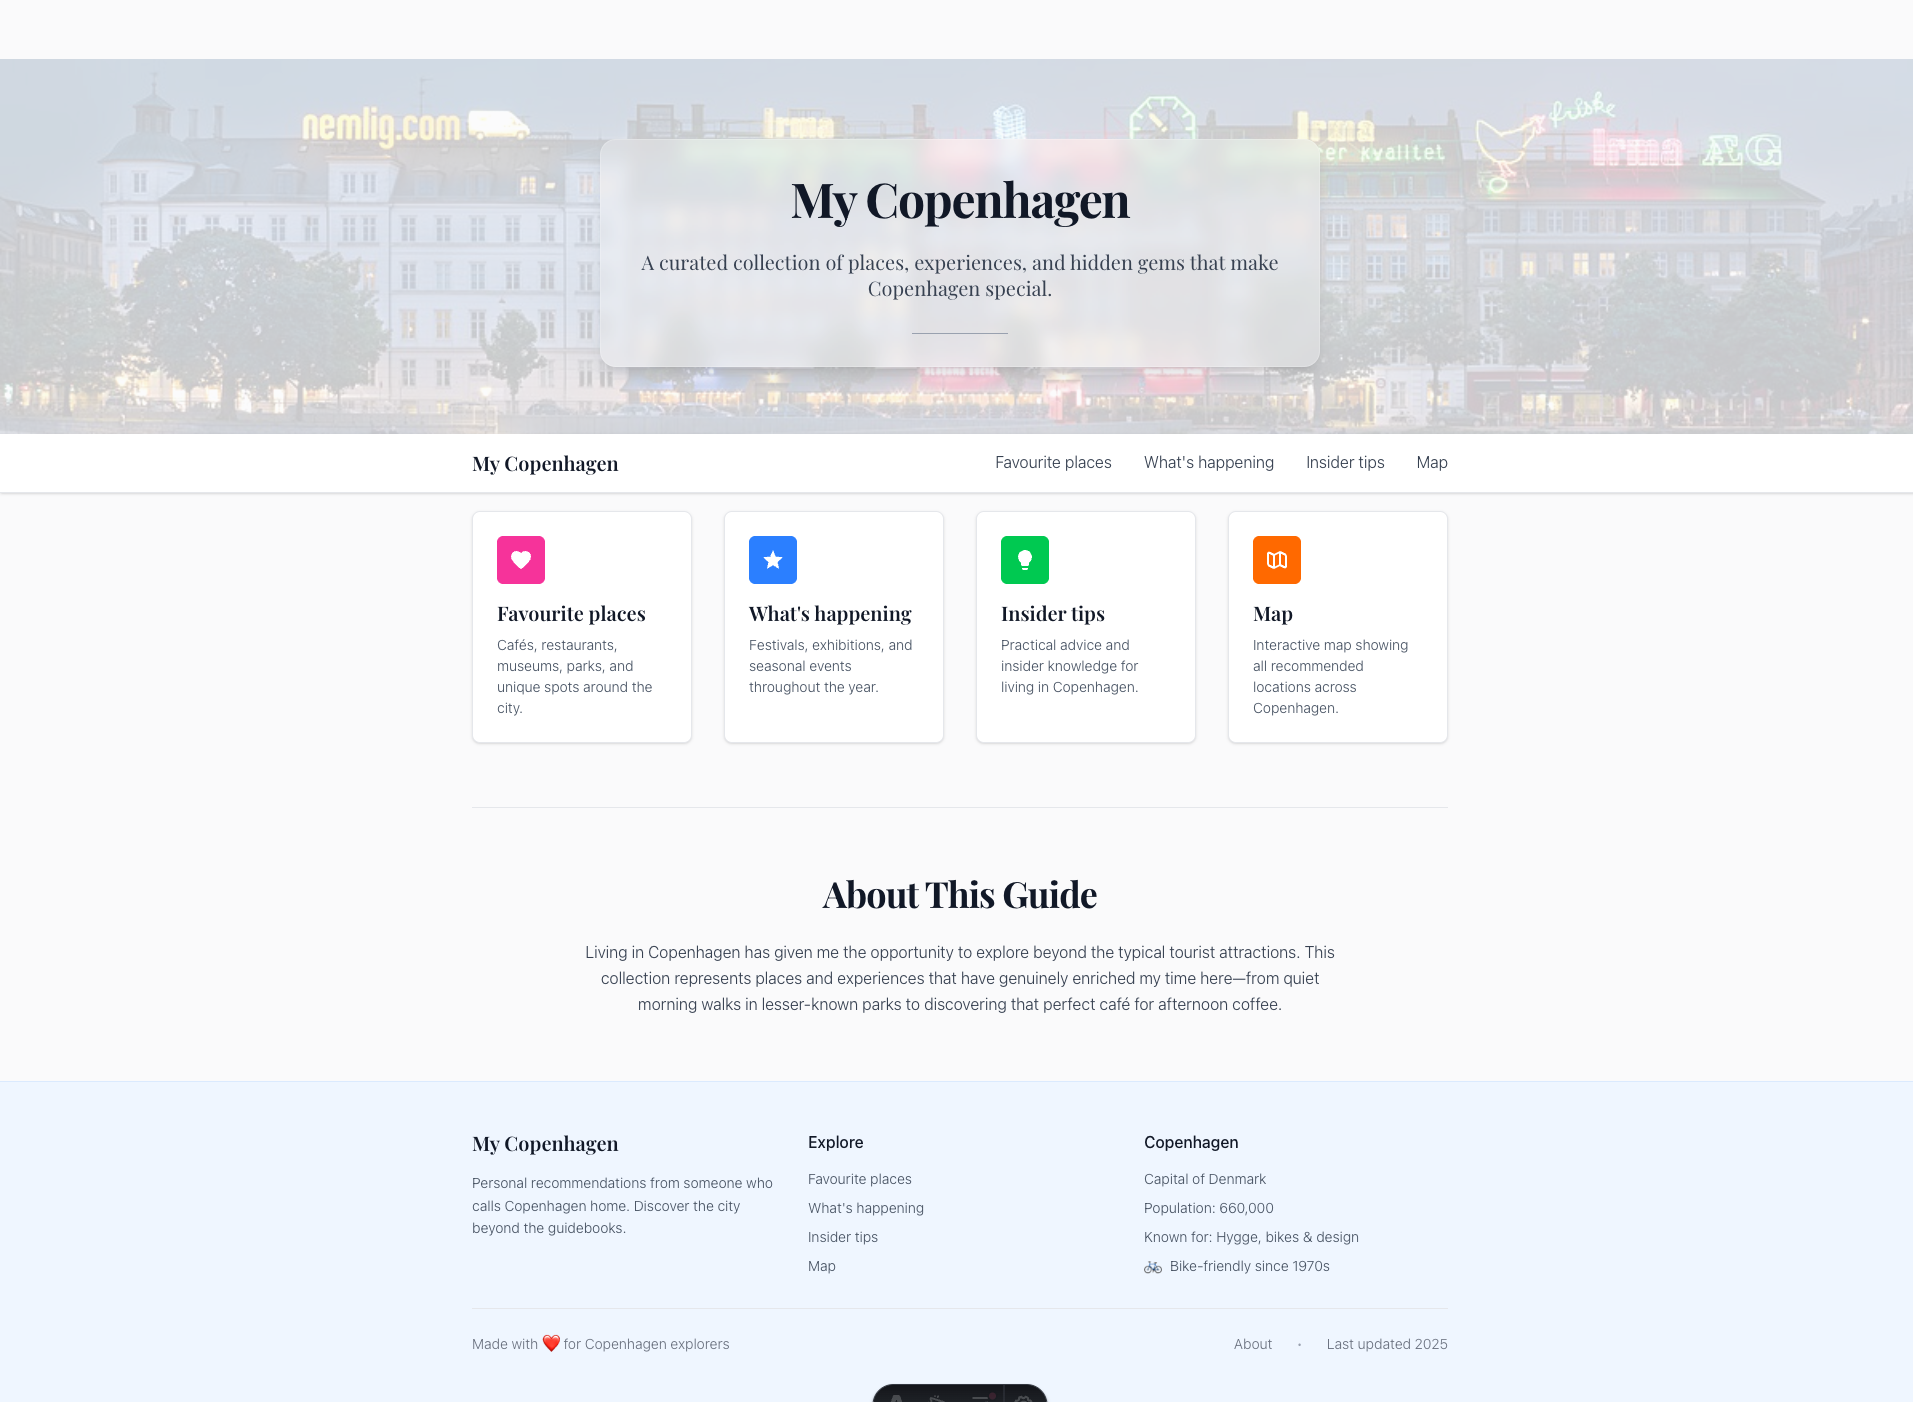 nemlig.com
Irma
Irma
er kvalitet
friske
Irma ÆG
My Copenhagen
A curated collection of places, experiences, and hidden gems that make
Copenhagen special.
My Copenhagen
Favourite places
What's happening
Insider tips
Map
Favourite places
Cafés, restaurants,
museums, parks, and
unique spots around the
city.
What's happening
Festivals, exhibitions, and
seasonal events
throughout the year.
Insider tips
Practical advice and
insider knowledge for
living in Copenhagen.
Map
Interactive map showing
all recommended
locations across
Copenhagen.
About This Guide
Living in Copenhagen has given me the opportunity to explore beyond the typical tourist attractions. This
collection represents places and experiences that have genuinely enriched my time here—from quiet
morning walks in lesser-known parks to discovering that perfect café for afternoon coffee.
My Copenhagen
Personal recommendations from someone who
calls Copenhagen home. Discover the city
beyond the guidebooks.
Explore
Favourite places
What's happening
Insider tips
Map
Copenhagen
Capital of Denmark
Population: 660,000
Known for: Hygge, bikes & design
🚲 Bike-friendly since 1970s
Made with ❤️ for Copenhagen explorers
About • Last updated 2025